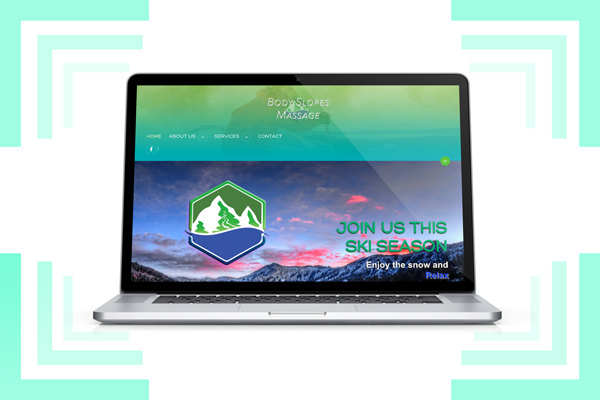 Body Slopes
Massage
HOME ABOUT US SERVICES CONTACT
f
JOIN US THIS
SKI SEASON
Enjoy the snow and
Relax